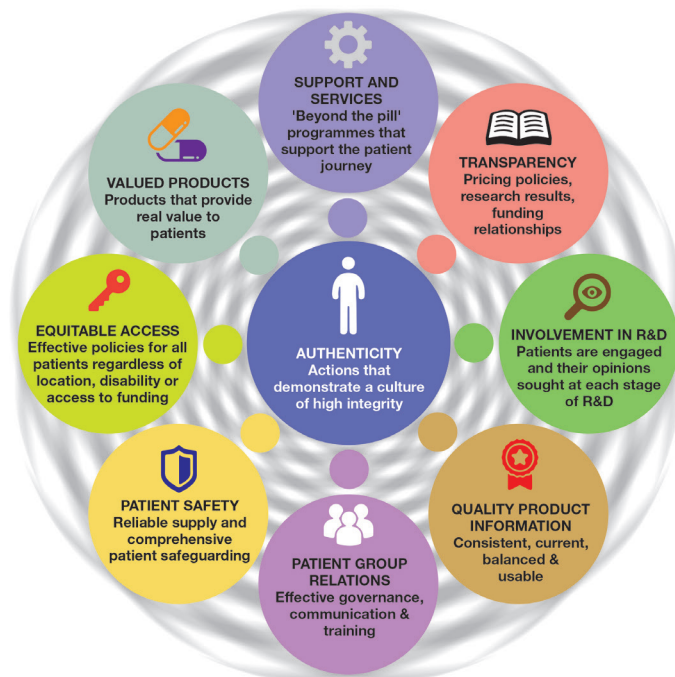 SUPPORT AND
SERVICES
'Beyond the pill'
programmes that
support the patient
journey
TRANSPARENCY
Pricing policies,
research results,
funding
relationships
INVOLVEMENT IN R&D
Patients are engaged
and their opinions
sought at each stage
of R&D
QUALITY PRODUCT
INFORMATION
Consistent, current,
balanced &
usable
PATIENT GROUP
RELATIONS
Effective governance,
communication &
training
PATIENT SAFETY
Reliable supply and
comprehensive
patient safeguarding
EQUITABLE ACCESS
Effective policies for all
patients regardless of
location, disability or
access to funding
VALUED PRODUCTS
Products that provide
real value to
patients
AUTHENTICITY
Actions that
demonstrate a culture
of high integrity